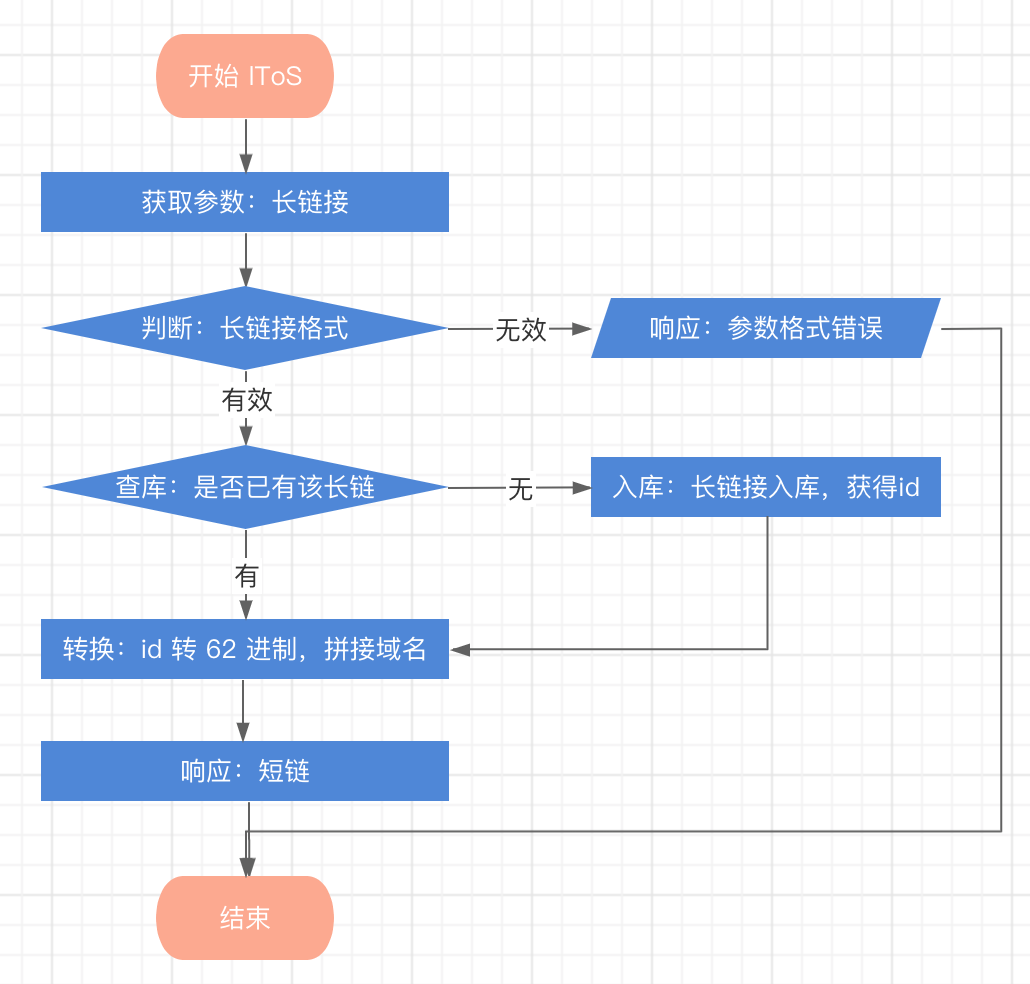 开始 lToS
获取参数：长链接
判断：长链接格式
无效
响应：参数格式错误
有效
查库：是否已有该长链
无
入库：长链接入库，获得id
有
转换：id 转 62 进制，拼接域名
响应：短链
结束